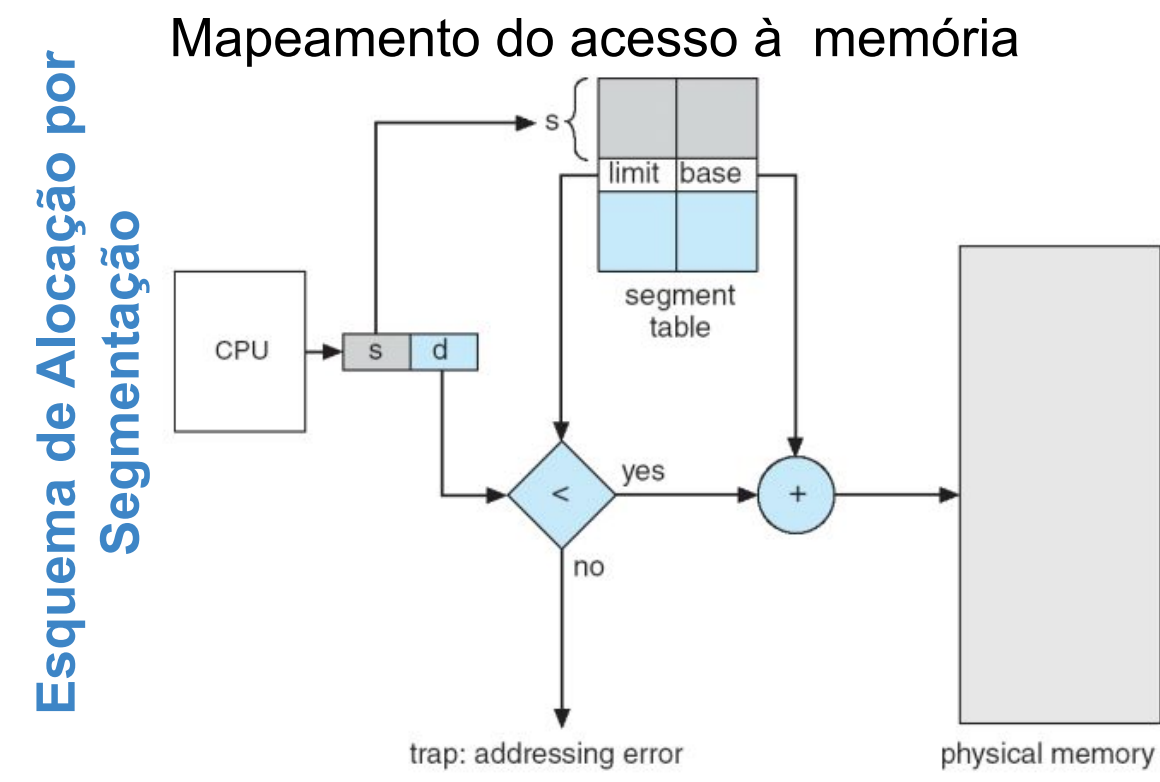 Mapeamento do acesso à  memória
Esquema de Alocação por
Segmentação
s
limit base
segment
table
CPU
s d
<
yes
+
no
trap: addressing error
physical memory